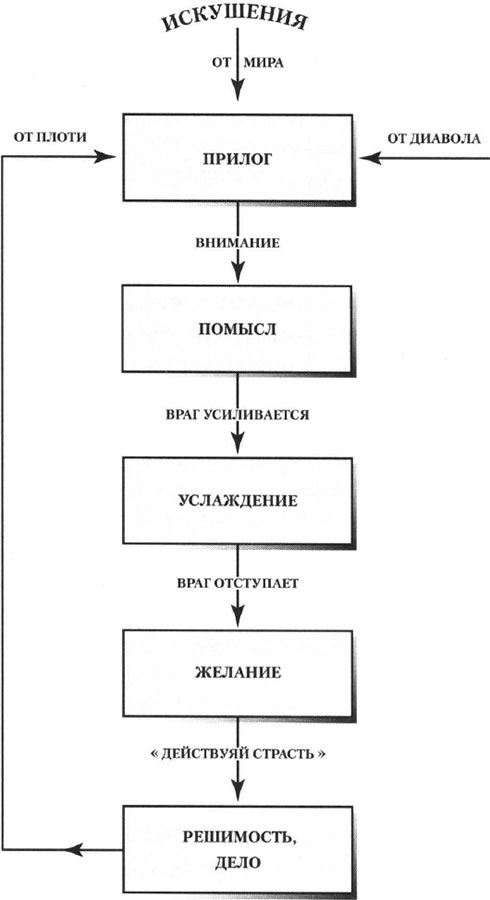 ИСКУШЕНИЯ
ОТ МИРА
ОТ ПЛОТИ
ОТ ДИАВОЛА
ПРИЛОГ
ВНИМАНИЕ
ПОМЫСЛ
ВРАГ УСИЛИВАЕТСЯ
УСЛАЖДЕНИЕ
ВРАГ ОТСТУПАЕТ
ЖЕЛАНИЕ
« ДЕЙСТВУЯЙ СТРАСТЬ »
РЕШИМОСТЬ,
ДЕЛО